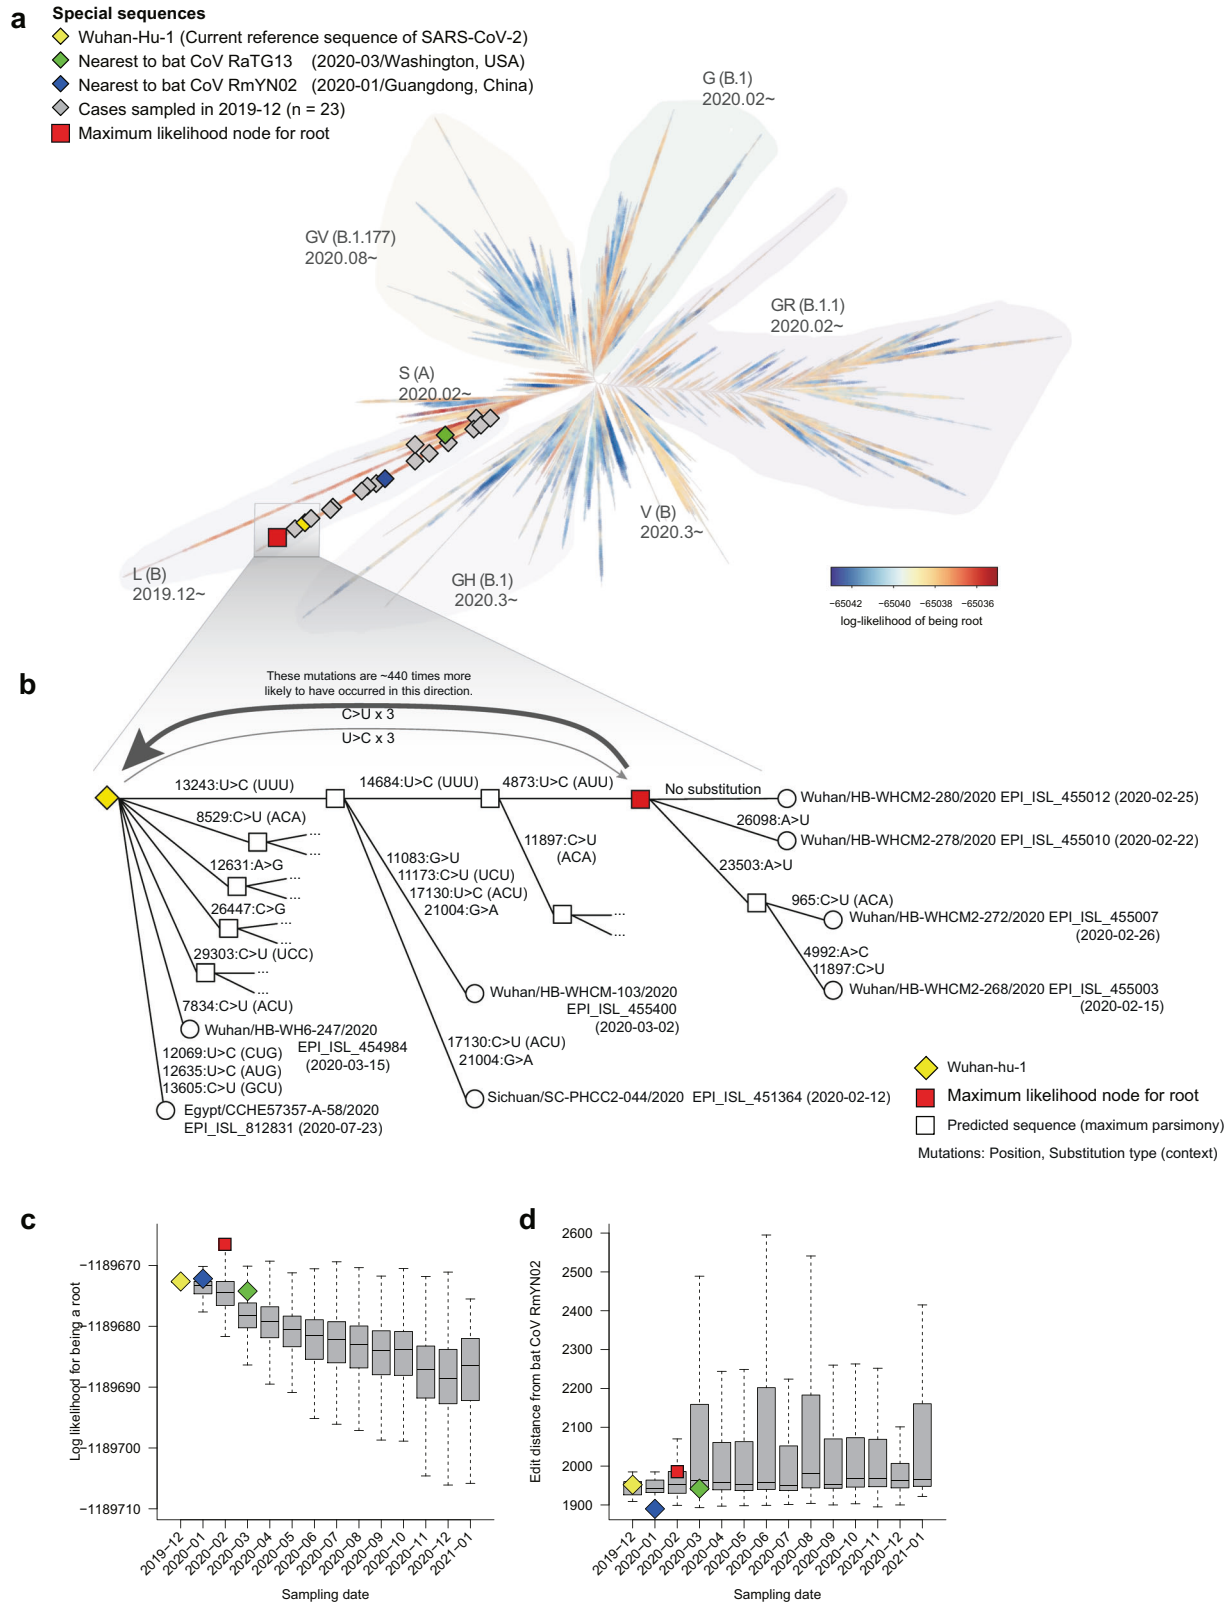 a
Special sequences
Wuhan-Hu-1 (Current reference sequence of SARS-CoV-2)
Nearest to bat CoV RaTG13 (2020-03/Washington, USA)
Nearest to bat CoV RmYN02 (2020-01/Guangdong, China)
Cases sampled in 2019-12 (n = 23)
Maximum likelihood node for root
G (B.1)
2020.02~
GV (B.1.177)
2020.08~
GR (B.1.1)
2020.02~
S (A)
2020.02~
V (B)
2020.3~
L (B)
2019.12~
GH (B.1)
2020.3~
−65042 −65040 −65038 −65036
log-likelihood of being root
b
These mutations are ~440 times more
likely to have occurred in this direction.
C>U x 3
U>C x 3
13243:U>C (UUU)
14684:U>C (UUU)
4873:U>C (AUU)
No substitution
Wuhan/HB-WHCM2-280/2020 EPI_ISL_455012 (2020-02-25)
26098:A>U
Wuhan/HB-WHCM2-278/2020 EPI_ISL_455010 (2020-02-22)
23503:A>U
965:C>U (ACA)
Wuhan/HB-WHCM2-272/2020 EPI_ISL_455007
(2020-02-26)
4992:A>C
11897:C>U
Wuhan/HB-WHCM2-268/2020 EPI_ISL_455003
(2020-02-15)
8529:C>U (ACA)
...
...
12631:A>G
...
...
26447:C>G
...
...
29303:C>U (UCC)
...
...
7834:C>U (ACU)
Wuhan/HB-WH6-247/2020
EPI_ISL_454984
(2020-03-15)
12069:U>C (CUG)
12635:U>C (AUG)
13605:C>U (GCU)
Egypt/CCHE57357-A-58/2020
EPI_ISL_812831 (2020-07-23)
11083:G>U
11173:C>U (UCU)
17130:U>C (ACU)
21004:G>A
Wuhan/HB-WHCM-103/2020
EPI_ISL_455400
(2020-03-02)
17130:C>U (ACU)
21004:G>A
Sichuan/SC-PHCC2-044/2020 EPI_ISL_451364 (2020-02-12)
11897:C>U
(ACA)
...
...
Wuhan-hu-1
Maximum likelihood node for root
Predicted sequence (maximum parsimony)
Mutations: Position, Substitution type (context)
c
Log likelihood for being a root
−1189670
−1189680
−1189690
−1189700
−1189710
2019−12
2020−01
2020−02
2020−03
2020−04
2020−05
2020−06
2020−07
2020−08
2020−09
2020−10
2020−11
2020−12
2021−01
Sampling date
d
Edit distance from bat CoV RmYN02
2600
2500
2400
2300
2200
2100
2000
1900
2019−12
2020−01
2020−02
2020−03
2020−04
2020−05
2020−06
2020−07
2020−08
2020−09
2020−10
2020−11
2020−12
2021−01
Sampling date